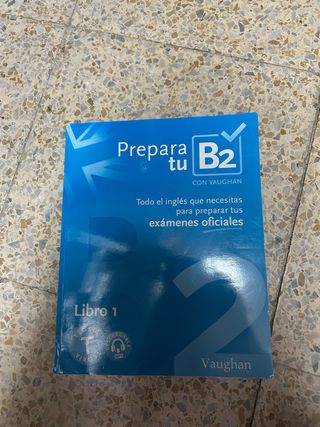 Prepara
tu B2
CON VAUGHAN
Todo el inglés que necesitas
para preparar tus
exámenes oficiales
Libro 1
Vaughan